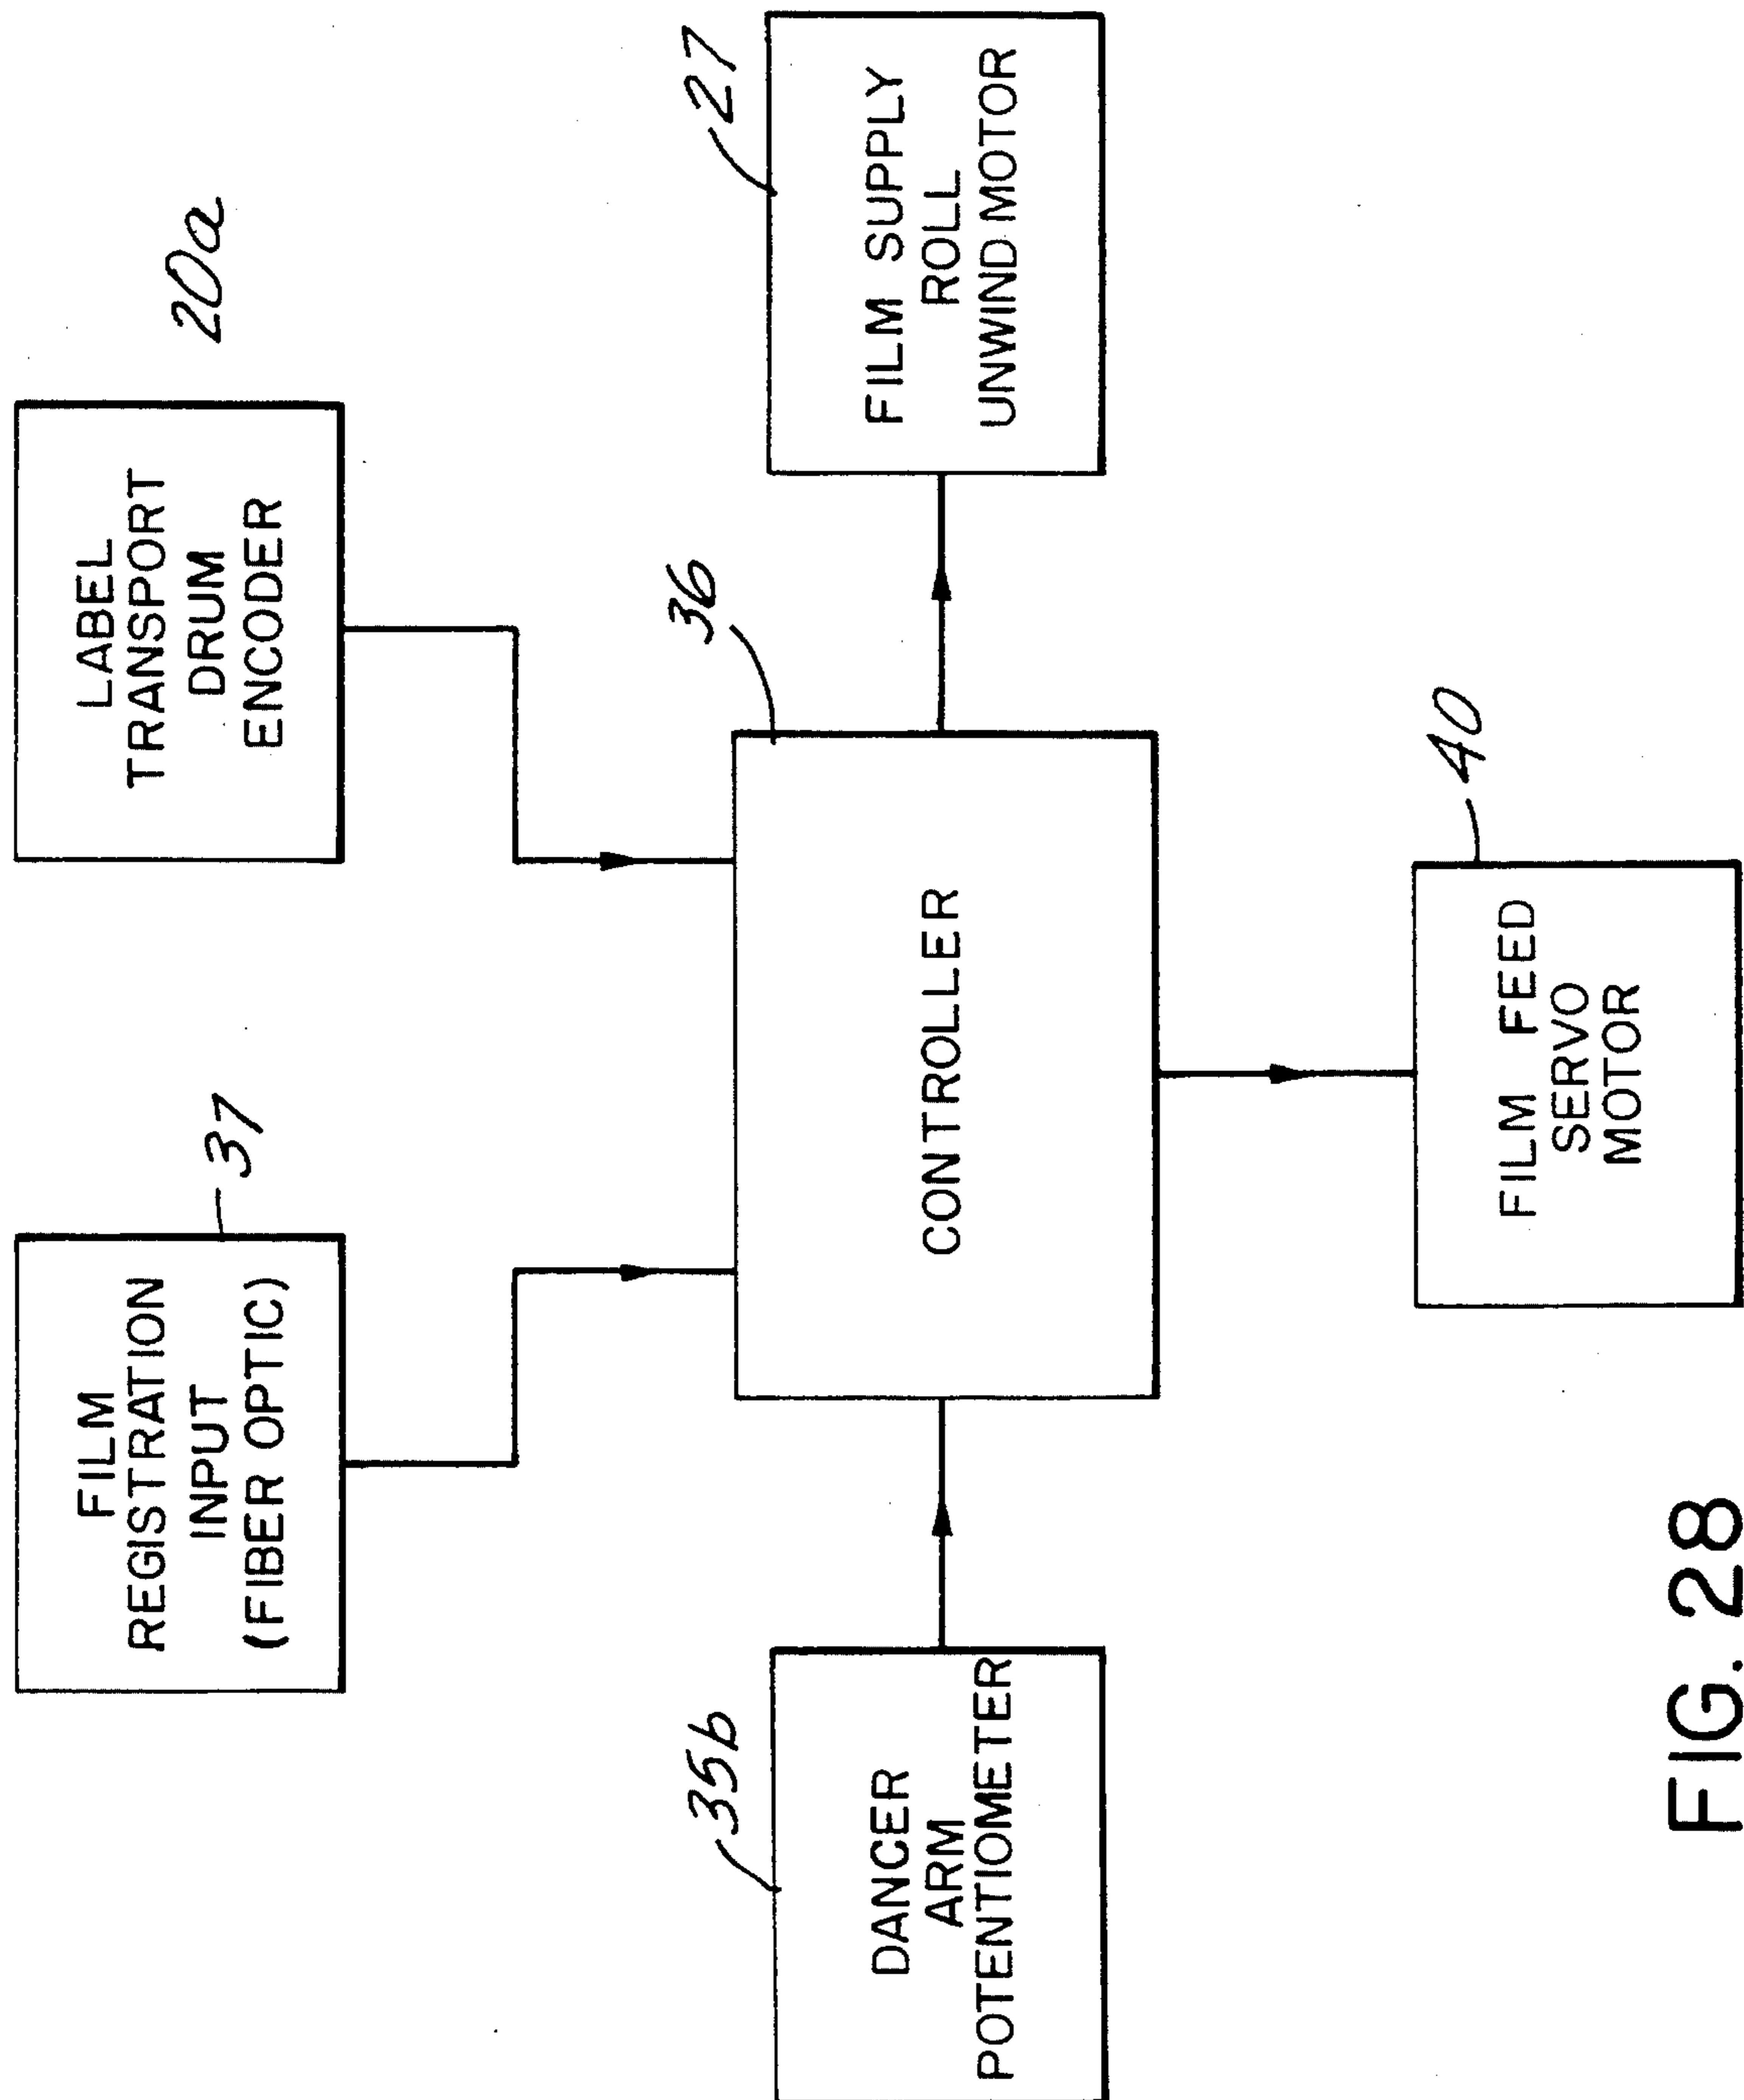 FILM
REGISTRATION
INPUT
(FIBER OPTIC)
37
LABEL
TRANSPORT
DRUM
ENCODER
20a
35b
DANCER
ARM
POTENTIOMETER
36
CONTROLLER
27
FILM SUPPLY
ROLL
UNWIND MOTOR
40
FILM FEED
SERVO
MOTOR
FIG. 28